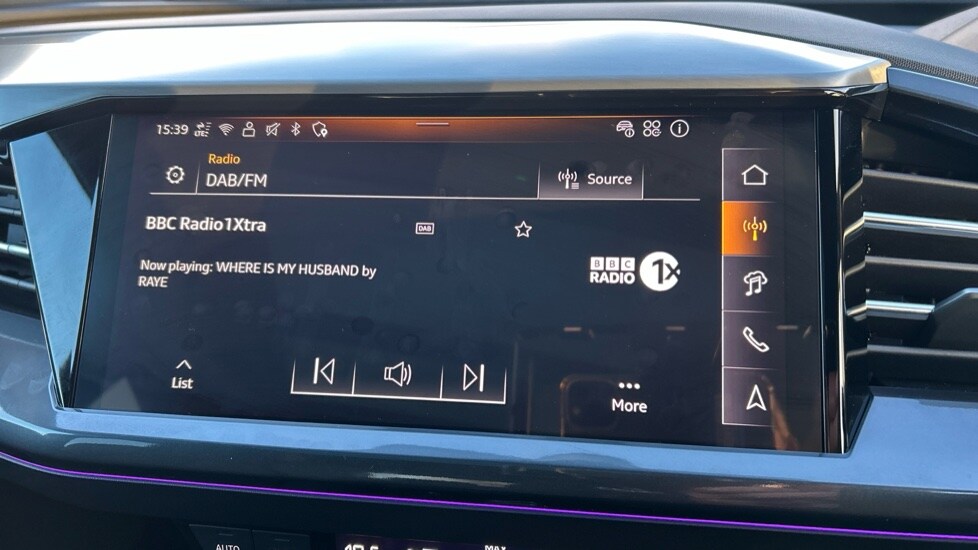 15:39
Radio
DAB/FM
Source
BBC Radio1Xtra
DAB
Now playing: WHERE IS MY HUSBAND by
RAYE
BBC
RADIO
1x
List
More
AUTO
MAX